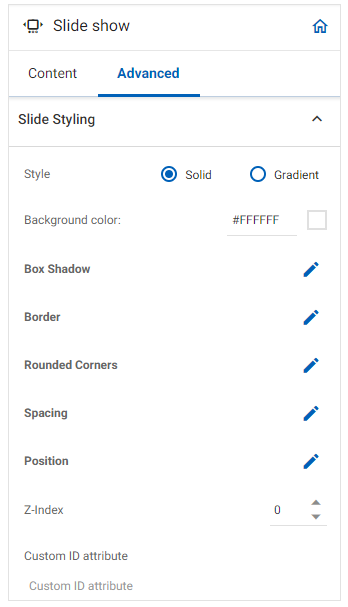 Slide show
Content Advanced
Slide Styling
Style Solid Gradient
Background color: #FFFFFF
Box Shadow
Border
Rounded Corners
Spacing
Position
Z-Index 0
Custom ID attribute
Custom ID attribute